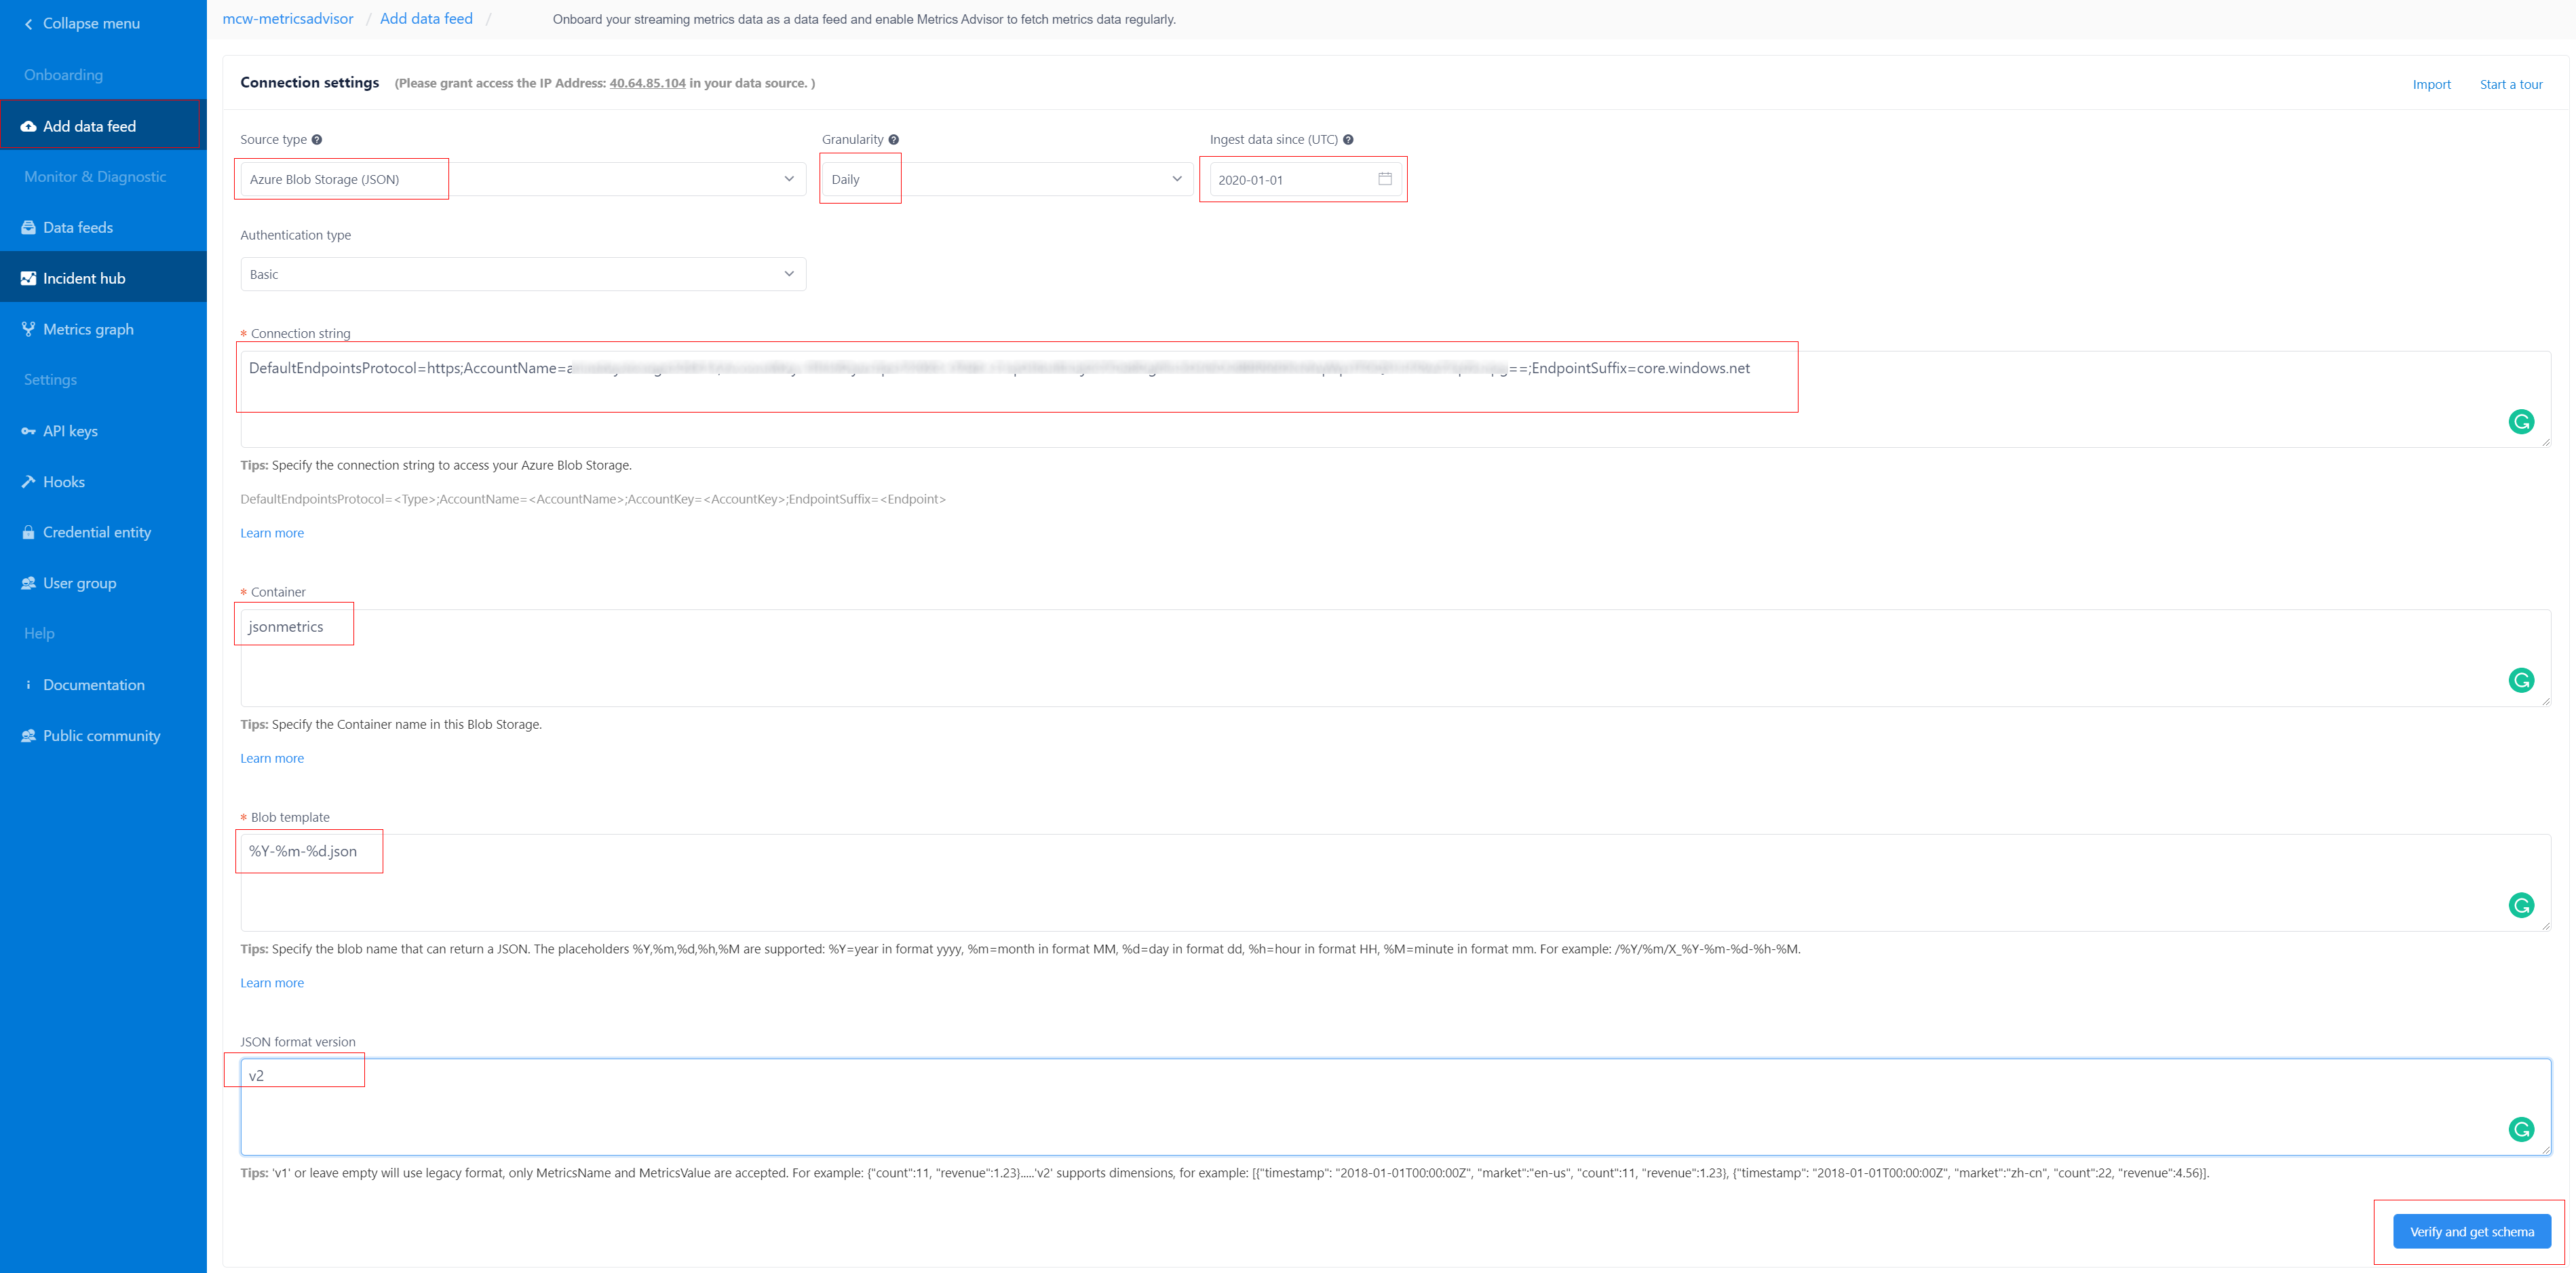 Collapse menu
Onboarding
Add data feed
Monitor & Diagnostic
Data feeds
Incident hub
Metrics graph
Settings
API keys
Hooks
Credential entity
User group
Help
Documentation
Public community
mcw-metricsadvisor / Add data feed / Onboard your streaming metrics data as a data feed and enable Metrics Advisor to fetch metrics data regularly.
Connection settings (Please grant access the IP Address: 40.64.85.104 in your data source. ) Import Start a tour
Source type Granularity Ingest data since (UTC)
Azure Blob Storage (JSON) Daily 2020-01-01
Authentication type
Basic
* Connection string
DefaultEndpointsProtocol=https;AccountName=a ==;EndpointSuffix=core.windows.net
Tips: Specify the connection string to access your Azure Blob Storage.
DefaultEndpointsProtocol=<Type>;AccountName=<AccountName>;AccountKey=<AccountKey>;EndpointSuffix=<Endpoint>
Learn more
* Container
jsonmetrics
Tips: Specify the Container name in this Blob Storage.
Learn more
* Blob template
%Y-%m-%d.json
Tips: Specify the blob name that can return a JSON. The placeholders %Y,%m,%d,%h,%M are supported: %Y=year in format yyyy, %m=month in format MM, %d=day in format dd, %h=hour in format HH, %M=minute in format mm. For example: /%Y/%m/X_%Y-%m-%d-%h-%M.
Learn more
JSON format version
v2
Tips: 'v1' or leave empty will use legacy format, only MetricsName and MetricsValue are accepted. For example: {"count":11, "revenue":1.23}.....'v2' supports dimensions, for example: [{"timestamp": "2018-01-01T00:00:00Z", "market":"en-us", "count":11, "revenue":1.23}, {"timestamp": "2018-01-01T00:00:00Z", "market":"zh-cn", "count":22, "revenue":4.56}].
Verify and get schema